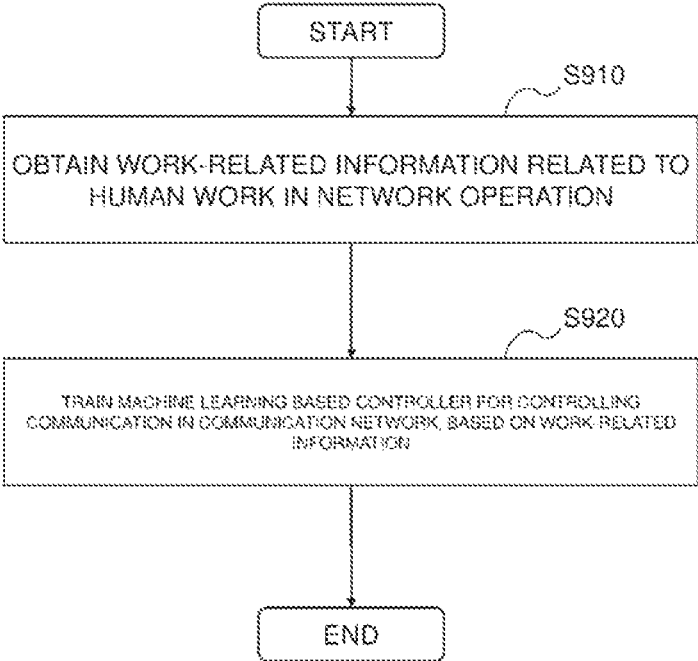 START
S910
OBTAIN WORK-RELATED INFORMATION RELATED TO
HUMAN WORK IN NETWORK OPERATION
S920
TRAIN MACHINE LEARNING BASED CONTROLLER FOR CONTROLLING
COMMUNICATION IN COMMUNICATION NETWORK, BASED ON WORK-RELATED
INFORMATION
END